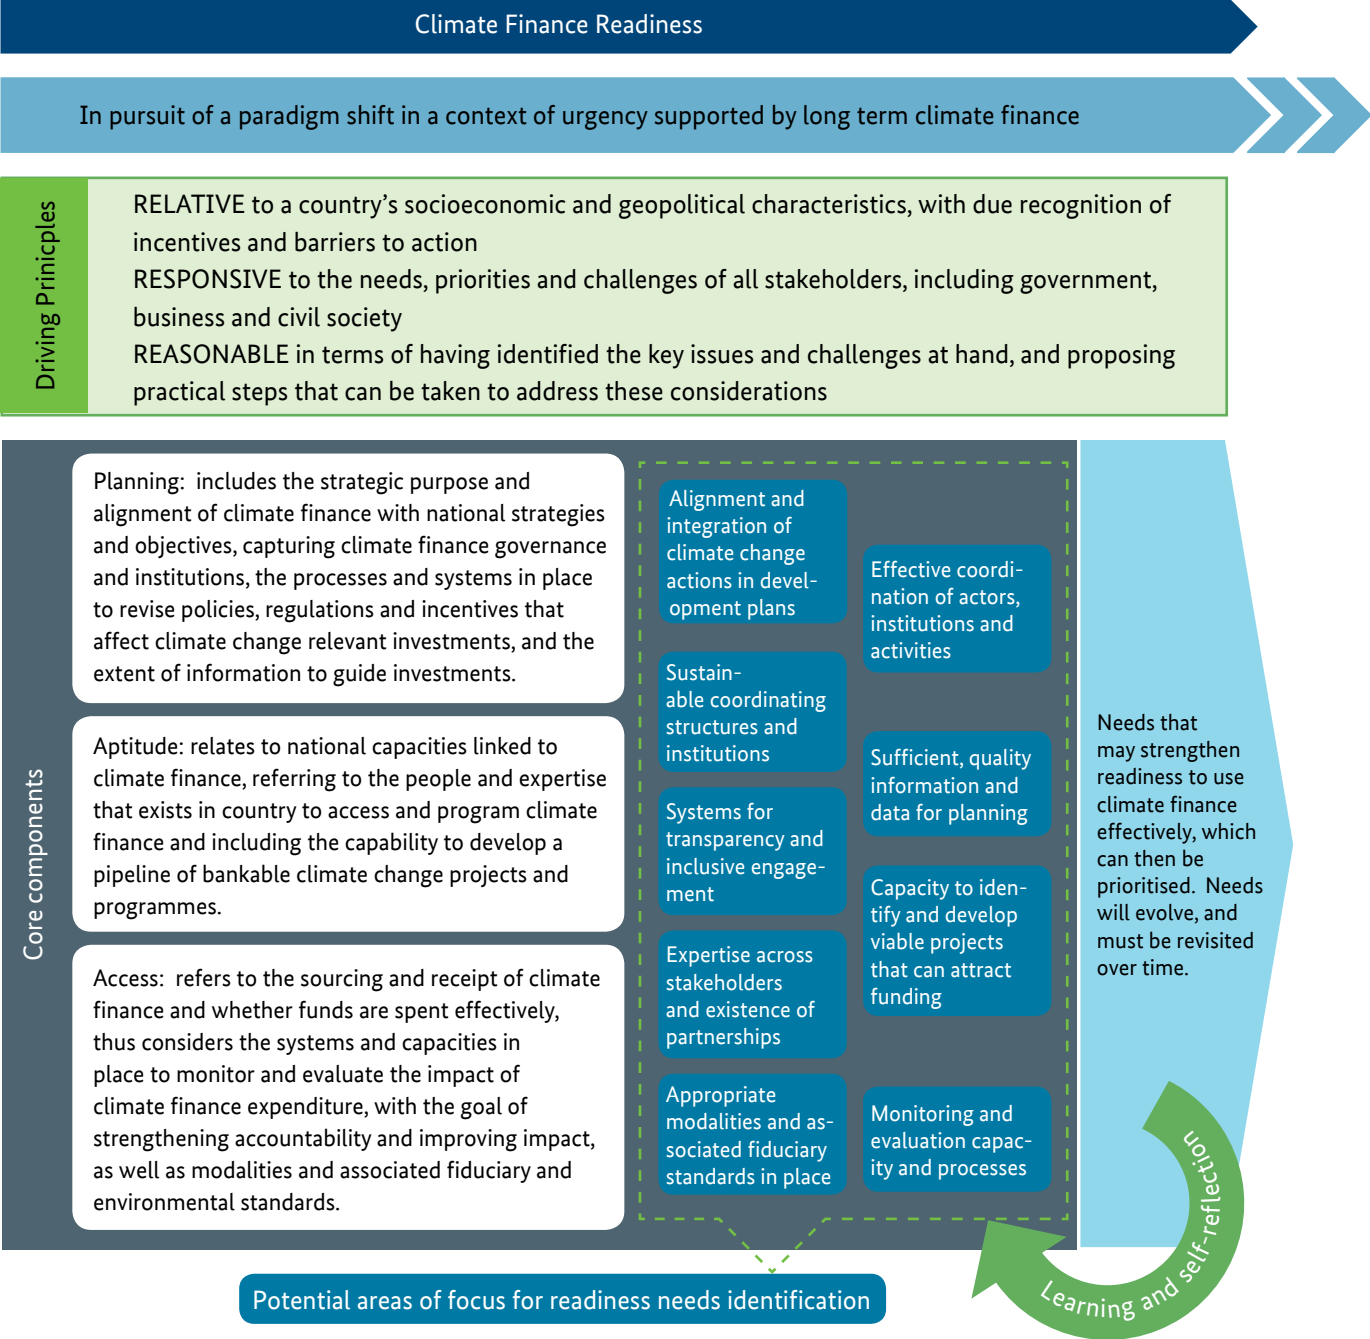 Climate Finance Readiness
In pursuit of a paradigm shift in a context of urgency supported by long term climate finance
Driving Prinicples
RELATIVE to a country’s socioeconomic and geopolitical characteristics, with due recognition of
incentives and barriers to action
RESPONSIVE to the needs, priorities and challenges of all stakeholders, including government,
business and civil society
REASONABLE in terms of having identified the key issues and challenges at hand, and proposing
practical steps that can be taken to address these considerations
Core components
Planning:  includes the strategic purpose and
alignment of climate finance with national strategies
and objectives, capturing climate finance governance
and institutions, the processes and systems in place
to revise policies, regulations and incentives that
affect climate change relevant investments, and the
extent of information to guide investments.
Aptitude: relates to national capacities linked to
climate finance, referring to the people and expertise
that exists in country to access and program climate
finance and including the capability to develop a
pipeline of bankable climate change projects and
programmes.
Access:  refers to the sourcing and receipt of climate
finance and whether funds are spent effectively,
thus considers the systems and capacities in
place to monitor and evaluate the impact of
climate finance expenditure, with the goal of
strengthening accountability and improving impact,
as well as modalities and associated fiduciary and
environmental standards.
Alignment and
integration of
climate change
actions in devel-
opment plans
Sustain-
able coordinating
structures and
institutions
Systems for
transparency and
inclusive engage-
ment
Expertise across
stakeholders
and existence of
partnerships
Appropriate
modalities and as-
sociated fiduciary
standards in place
Effective coordi-
nation of actors,
institutions and
activities
Sufficient, quality
information and
data for planning
Capacity to iden-
tify and develop
viable projects
that can attract
funding
Monitoring and
evaluation capac-
ity and processes
Needs that
may strengthen
readiness to use
climate finance
effectively, which
can then be
prioritised.  Needs
will evolve, and
must be revisited
over time.
Learning and self-reflection
Potential areas of focus for readiness needs identification